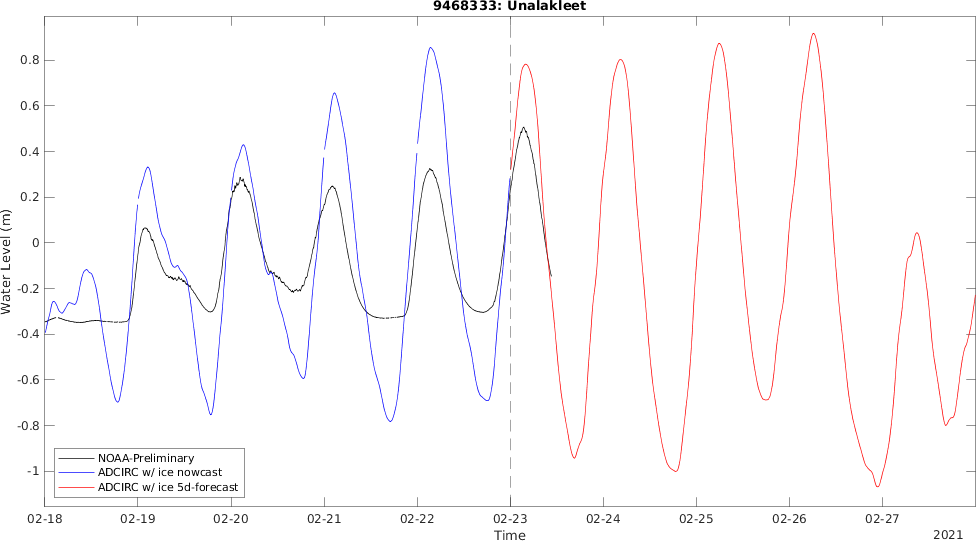 9468333: Unalakleet
Water Level (m)
0.8
0.6
0.4
0.2
0
-0.2
-0.4
-0.6
-0.8
-1
NOAA-Preliminary
ADCIRC w/ ice nowcast
ADCIRC w/ ice 5d-forecast
02-18 02-19 02-20 02-21 02-22 02-23 02-24 02-25 02-26 02-27
Time
2021